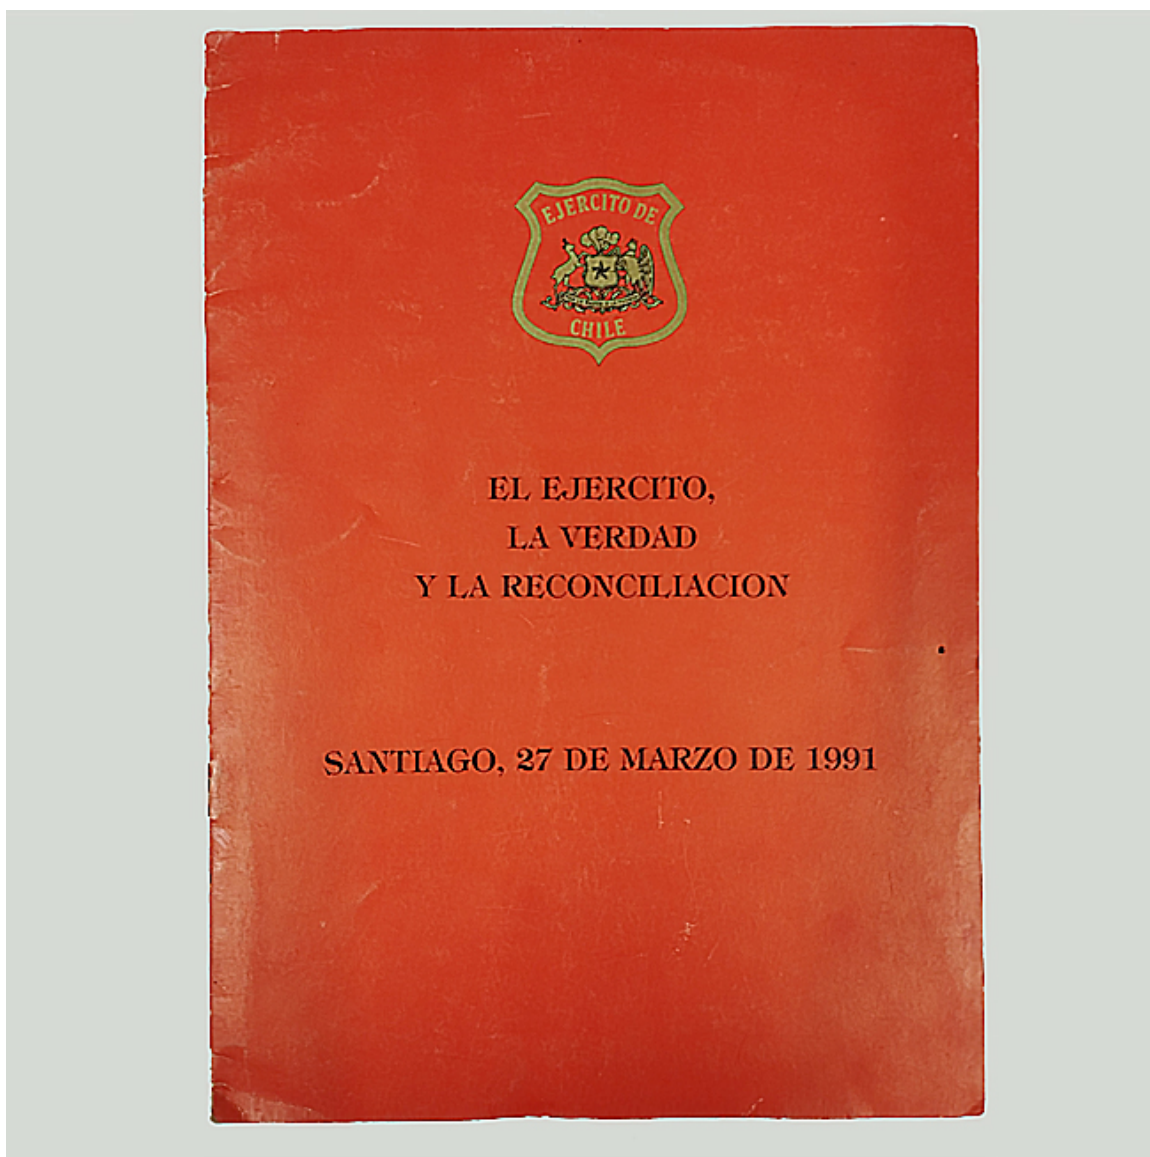 EJERCITO DE
CHILE
EL EJERCITO,
LA VERDAD
Y LA RECONCILIACION
SANTIAGO, 27 DE MARZO DE 1991